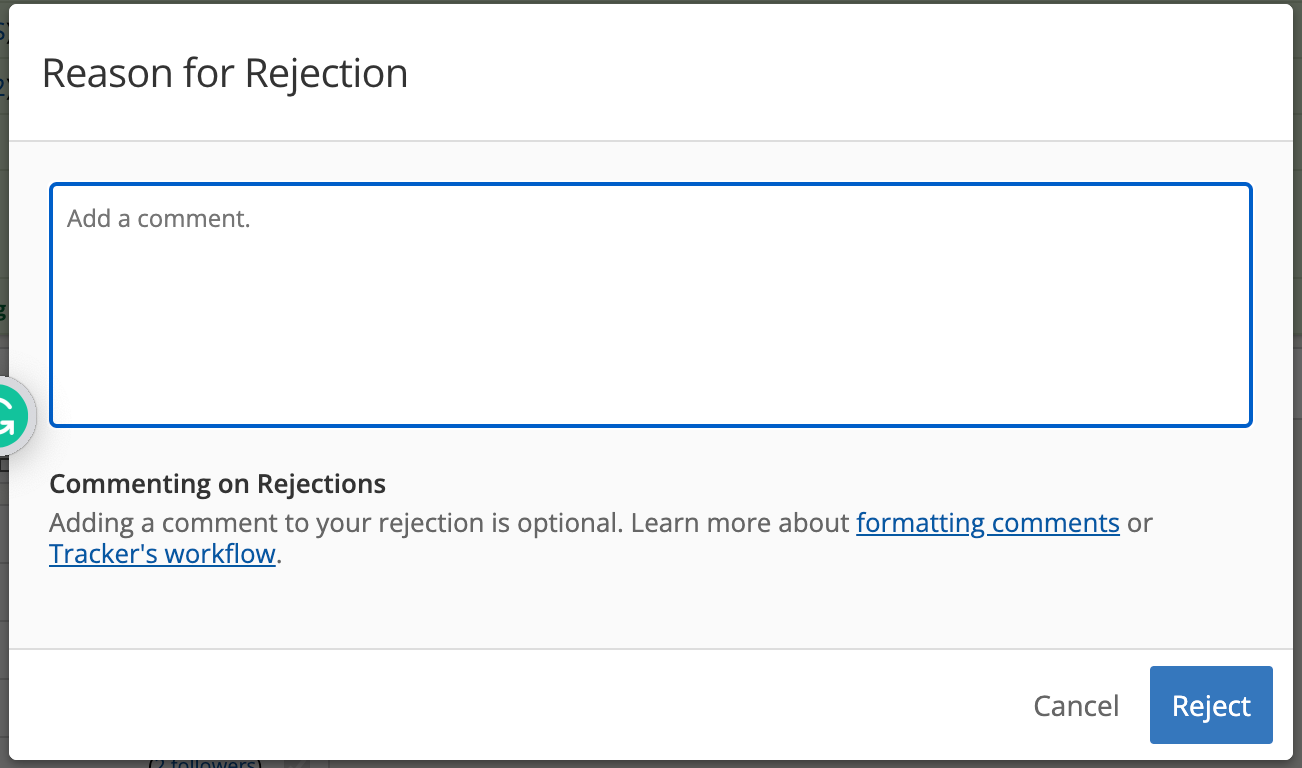 Reason for Rejection
Add a comment.
Commenting on Rejections
Adding a comment to your rejection is optional. Learn more about formatting comments or
Tracker's workflow.
Cancel
Reject
(2 followers)